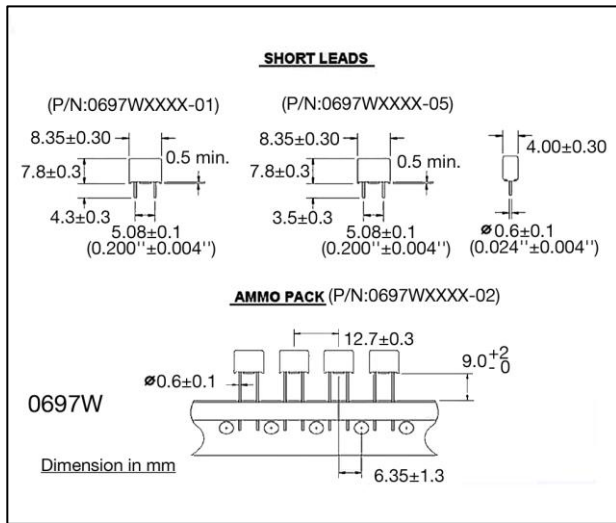 SHORT LEADS
(P/N:0697WXXXX-01)
(P/N:0697WXXXX-05)
8.35±0.30
8.35±0.30
4.00±0.30
7.8±0.3
0.5 min.
7.8±0.3
0.5 min.
4.3±0.3
3.5±0.3
5.08±0.1
(0.200"±0.004")
5.08±0.1
(0.200"±0.004")
ø0.6±0.1
(0.024"±0.004")
AMMO PACK (P/N:0697WXXXX-02)
12.7±0.3
9.0+2
-0
ø0.6±0.1
0697W
Dimension in mm
6.35±1.3